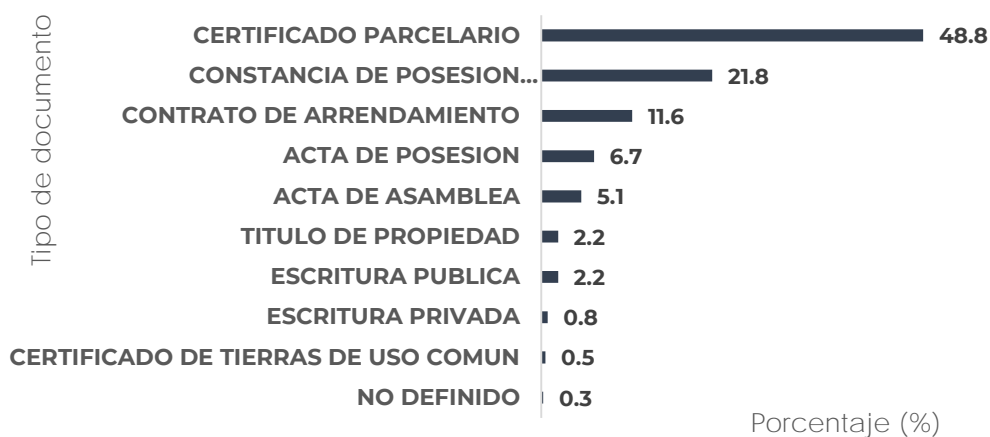 Tipo de documento
CERTIFICADO PARCELARIO 48.8
CONSTANCIA DE POSESION... 21.8
CONTRATO DE ARRENDAMIENTO 11.6
ACTA DE POSESION 6.7
ACTA DE ASAMBLEA 5.1
TITULO DE PROPIEDAD 2.2
ESCRITURA PUBLICA 2.2
ESCRITURA PRIVADA 0.8
CERTIFICADO DE TIERRAS DE USO COMUN 0.5
NO DEFINIDO 0.3
Porcentaje (%)